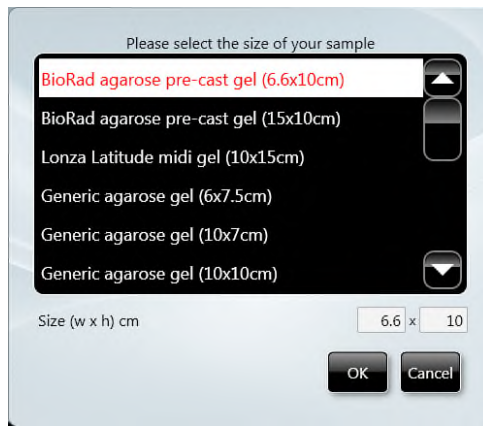 Please select the size of your sample
BioRad agarose pre-cast gel (6.6x10cm)
BioRad agarose pre-cast gel (15x10cm)
Lonza Latitude midi gel (10x15cm)
Generic agarose gel (6x7.5cm)
Generic agarose gel (10x7cm)
Generic agarose gel (10x10cm)
Size (w x h) cm 6.6 x 10
OK Cancel